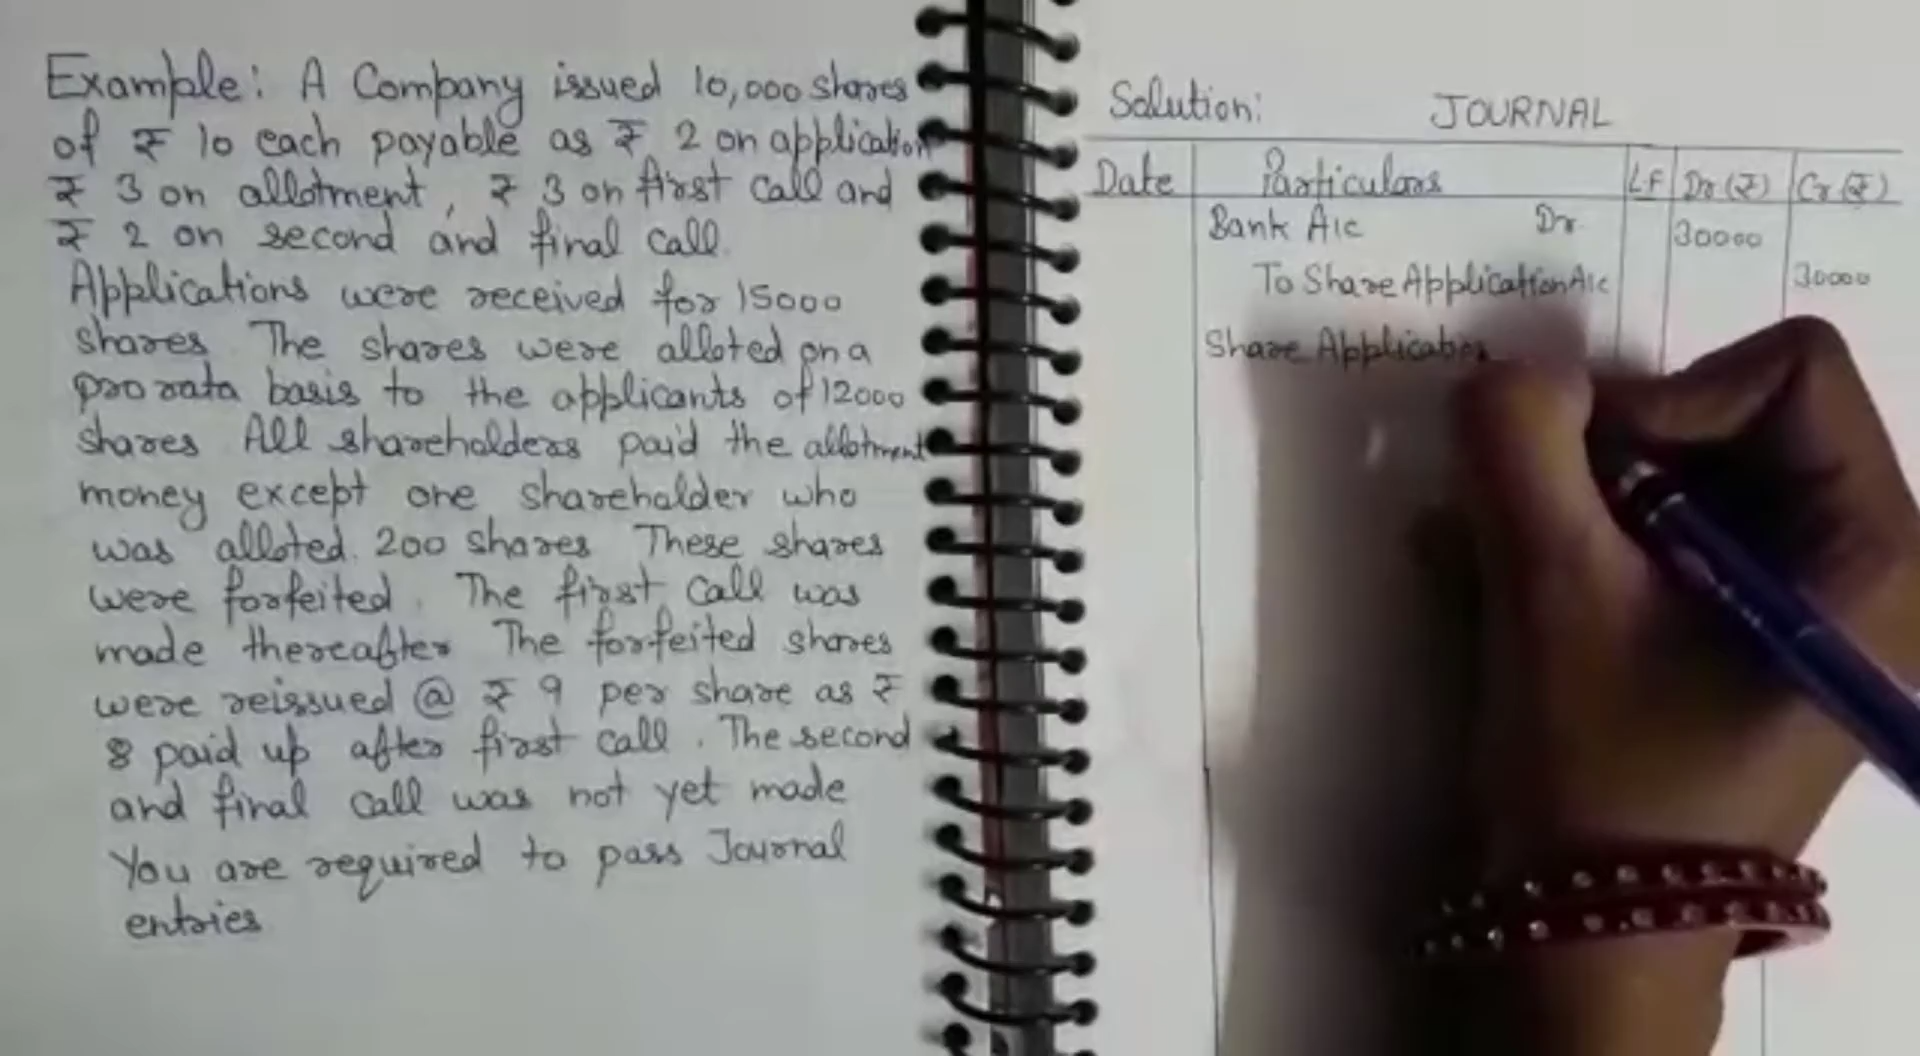 Example: A Company issued 10,000 shares
of ₹ 10 each payable as ₹ 2 on application
₹ 3 on allotment, ₹ 3 on first call and
₹ 2 on second and final call.
Applications were received for 15000
shares. The shares were alloted on a
pro rata basis to the applicants of 12000
shares. All shareholders paid the allotment
money except one shareholder who
was alloted 200 shares. These shares
were forfeited. The first call was
made thereafter. The forfeited shares
were reissued @ ₹ 9 per share as ₹
8 paid up after first call. The second
and final call was not yet made
You are required to pass Journal
entries
Solution: JOURNAL
Date Particulars LF Dr.(₹) Cr.(₹)
Bank A/c Dr. 30000
To Share Application A/c 30000
Share Application